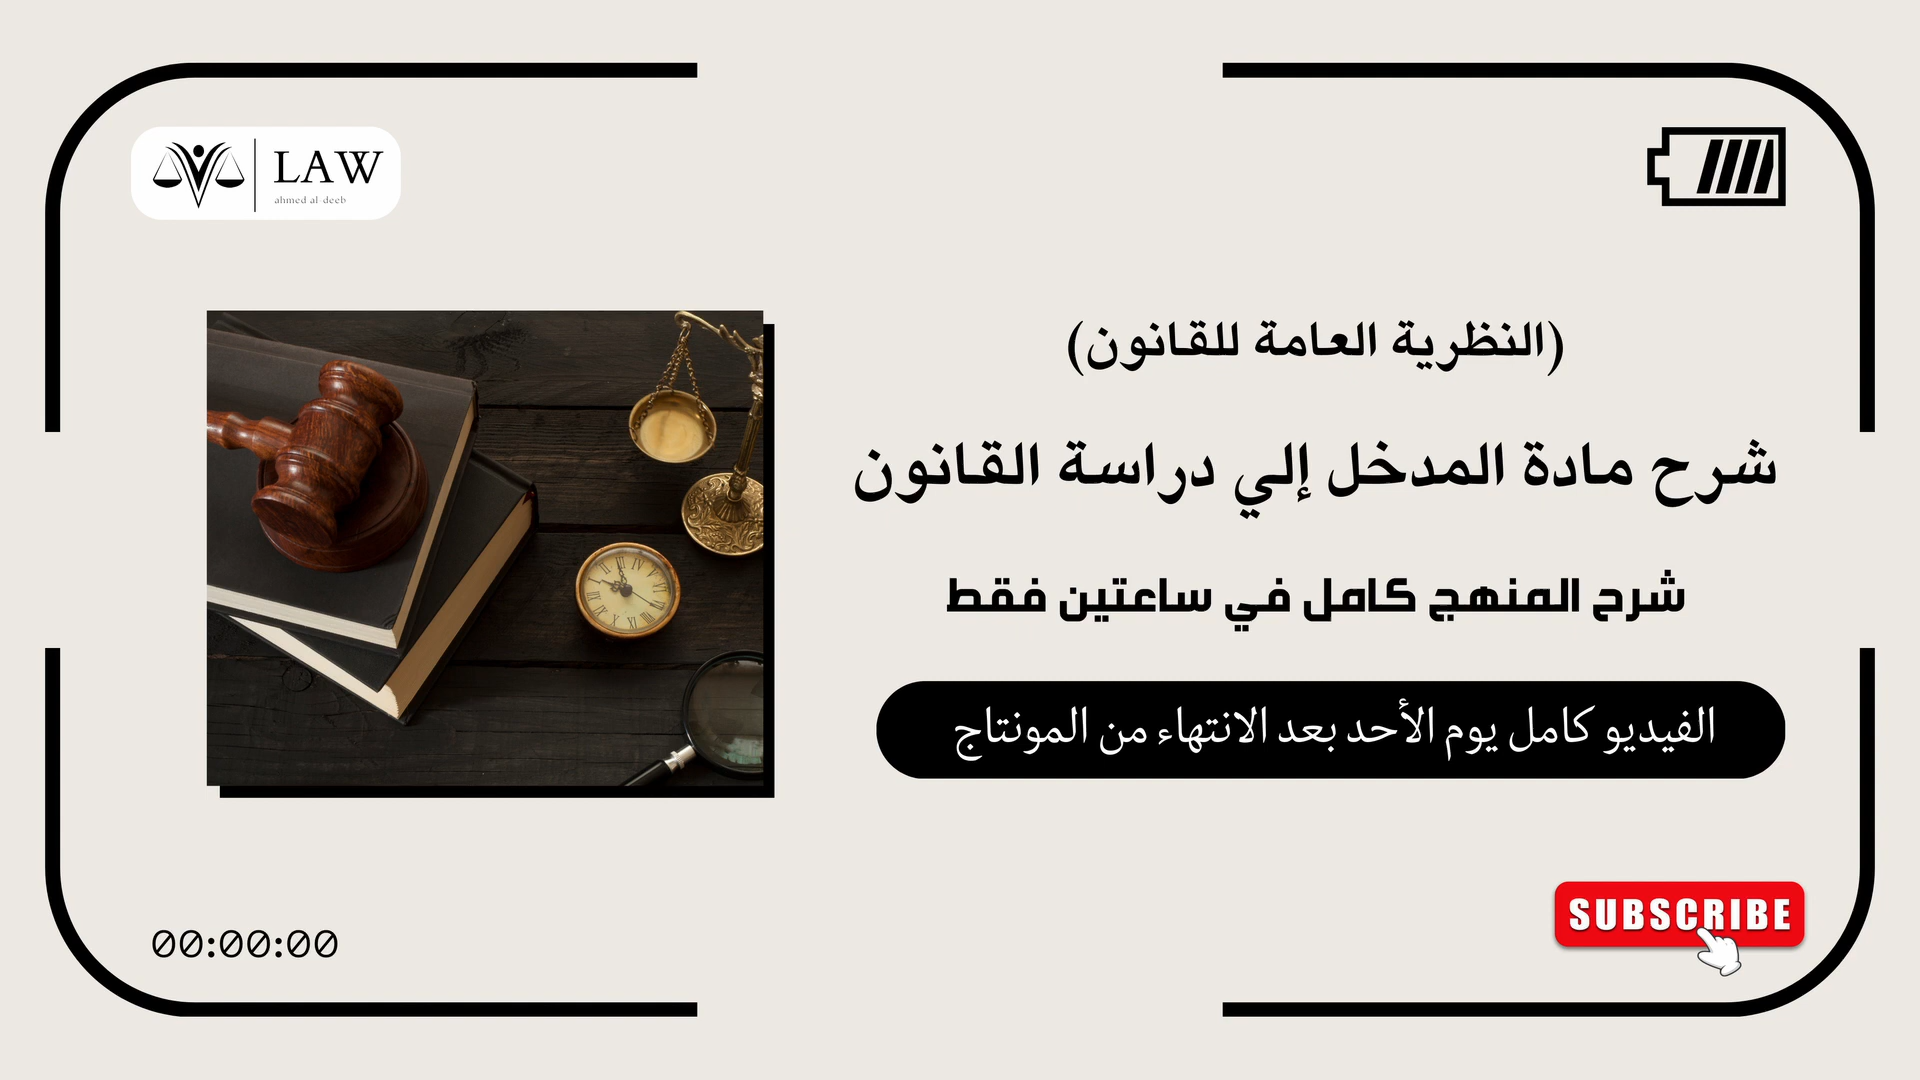 LAW
ahmed al-deeb
(النظرية العامة للقانون)
شرح مادة المدخل إلي دراسة القانون
شرح المنهج كامل في ساعتين فقط
الفيديو كامل يوم الأحد بعد الانتهاء من المونتاج
00:00:00
SUBSCRIBE